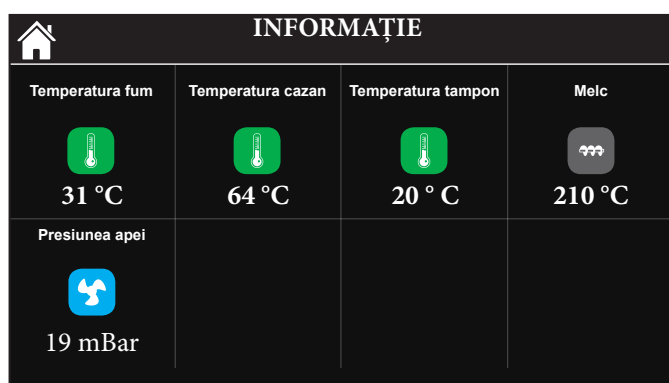 INFORMAȚIE
Temperatura fum
Temperatura cazan
Temperatura tampon
Melc
31 °C
64 °C
20 ° C
210 °C
Presiunea apei
19 mBar